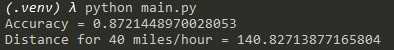 (.venv) λ python main.py
Accuracy = 0.8721448970028053
Distance for 40 miles/hour = 140.82713877165804